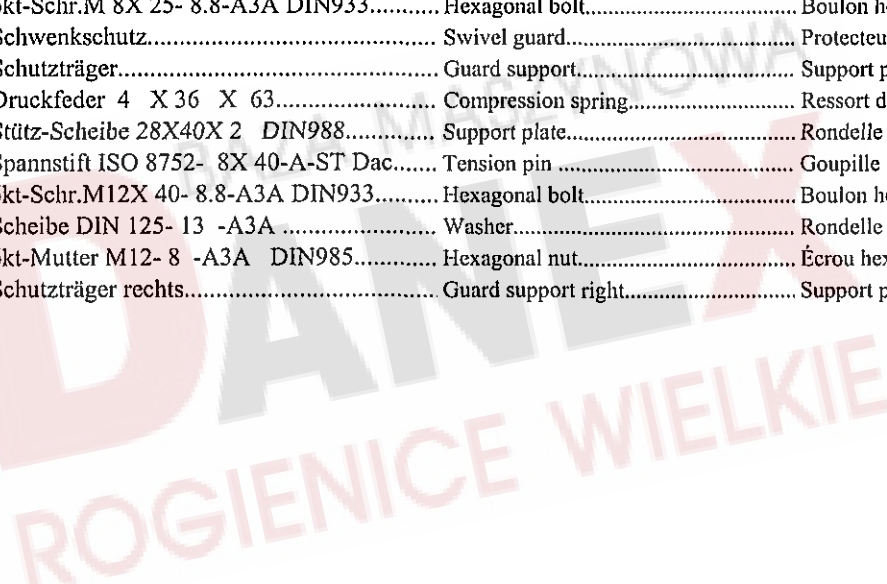 kt-Schr.M 8X 25- 8.8-A3A DIN933........... Hexagonal bolt........................................ Boulon h
Schwenkschutz............................................ Swivel guard............................................ Protecteu
Schutzträger................................................. Guard support......................................... Support p
Druckfeder 4 X 36 X 63........................ Compression spring................................ Ressort d
Stütz-Scheibe 28X40X 2 DIN988.............. Support plate............................................ Rondelle
Spannstift ISO 8752- 8X 40-A-ST Dac....... Tension pin ............................................. Goupille
kt-Schr.M12X 40- 8.8-A3A DIN933.......... Hexagonal bolt........................................ Boulon h
Scheibe DIN 125- 13 -A3A ........................ Washer...................................................... Rondelle
kt-Mutter M12- 8 -A3A DIN985............. Hexagonal nut.......................................... Écrou hex
Schutzträger rechts....................................... Guard support right................................. Support p
BAZA MASZYNOWA
DANEX
ROGIENICE WIELKIE